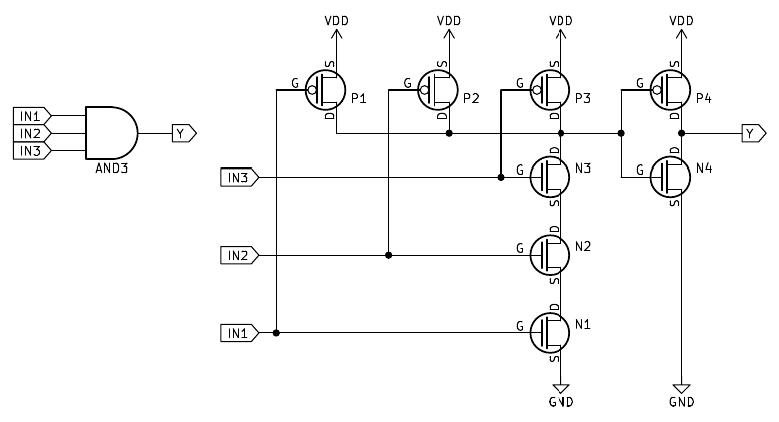 VDD VDD VDD VDD
S S S S
G P1 G P2 G P3 G P4
D D D D
IN1
IN2 Y
IN3
AND3
Y
D D
IN3 G N3 G N4
S S
D
IN2 G N2
S
D
IN1 G N1
S
GND GND